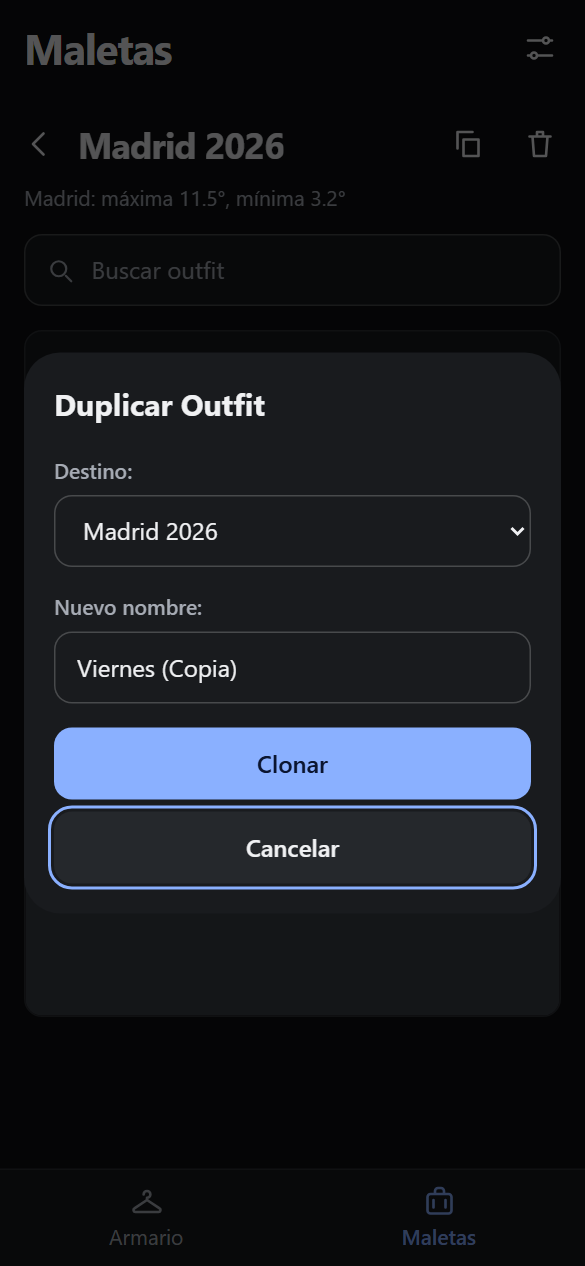 Maletas
Madrid 2026
Madrid: máxima 11.5°, mínima 3.2°
Buscar outfit
Duplicar Outfit
Destino:
Madrid 2026
Nuevo nombre:
Viernes (Copia)
Clonar
Cancelar
Armario
Maletas